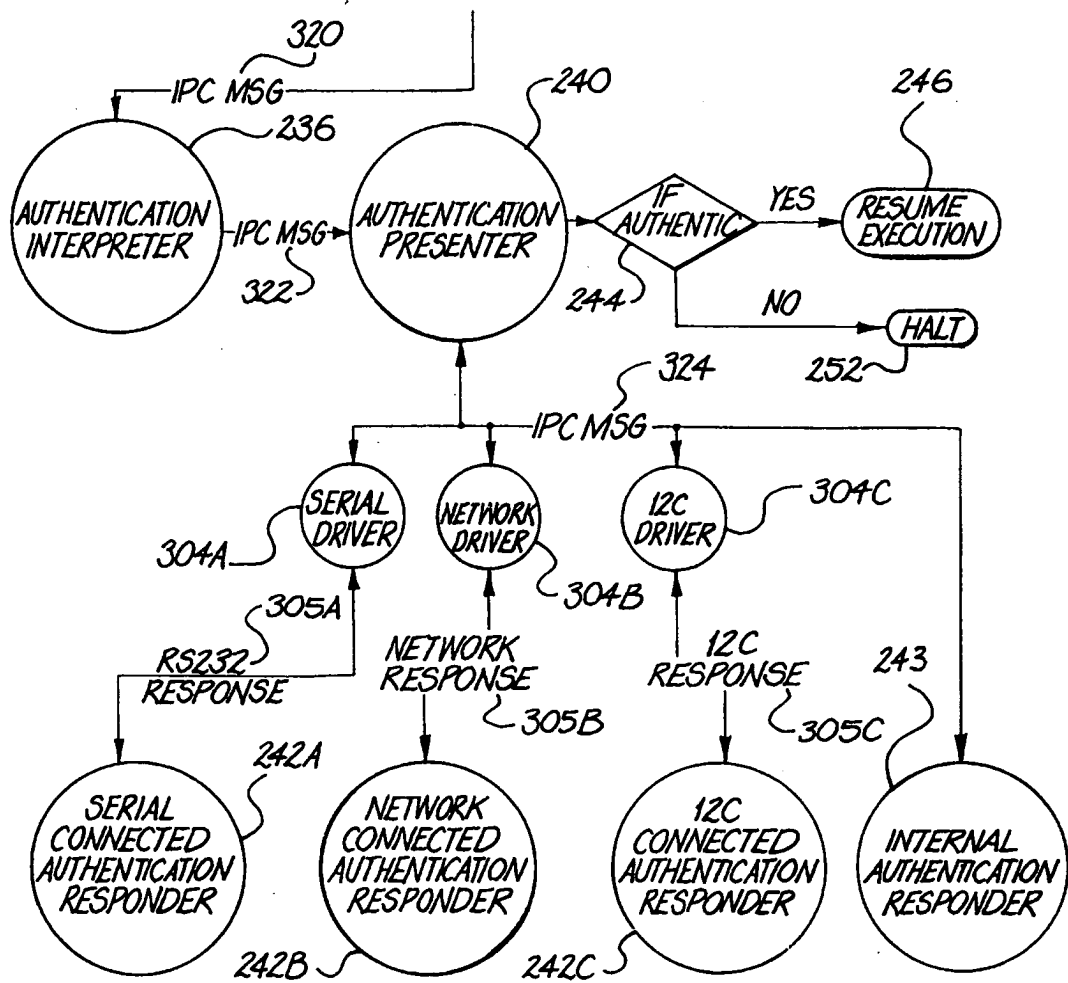 320
IPC MSG
236
240
246
AUTHENTICATION
INTERPRETER
IPC MSG
322
AUTHENTICATION
PRESENTER
IF
AUTHENTIC
244
YES
RESUME
EXECUTION
NO
HALT
252
324
IPC MSG
SERIAL
DRIVER
304A
NETWORK
DRIVER
304B
12C
DRIVER
304C
305A
RS232
RESPONSE
NETWORK
RESPONSE
305B
12C
RESPONSE
305C
243
242A
SERIAL
CONNECTED
AUTHENTICATION
RESPONDER
NETWORK
CONNECTED
AUTHENTICATION
RESPONDER
242B
12C
CONNECTED
AUTHENTICATION
RESPONDER
242C
INTERNAL
AUTHENTICATION
RESPONDER